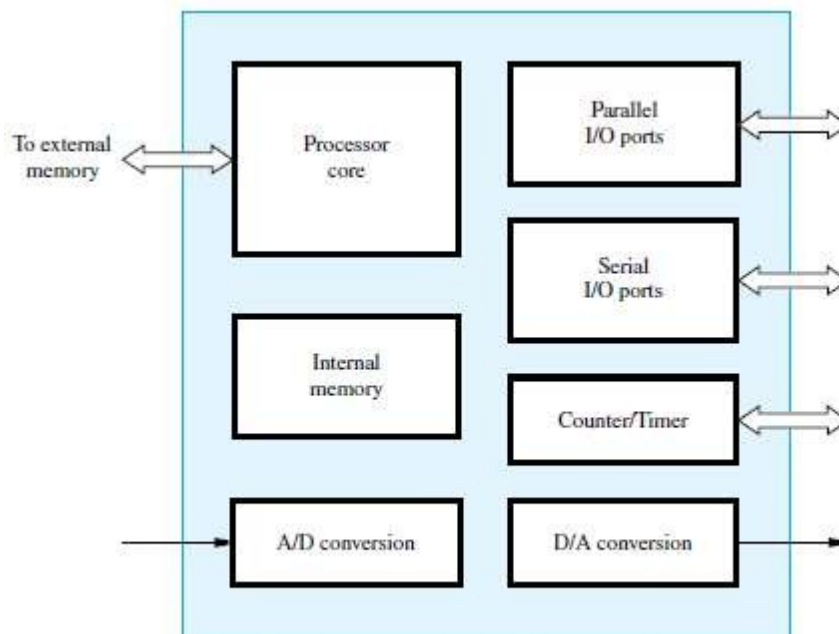 To external
memory
Processor
core
Parallel
I/O ports
Serial
I/O ports
Internal
memory
Counter/Timer
A/D conversion
D/A conversion